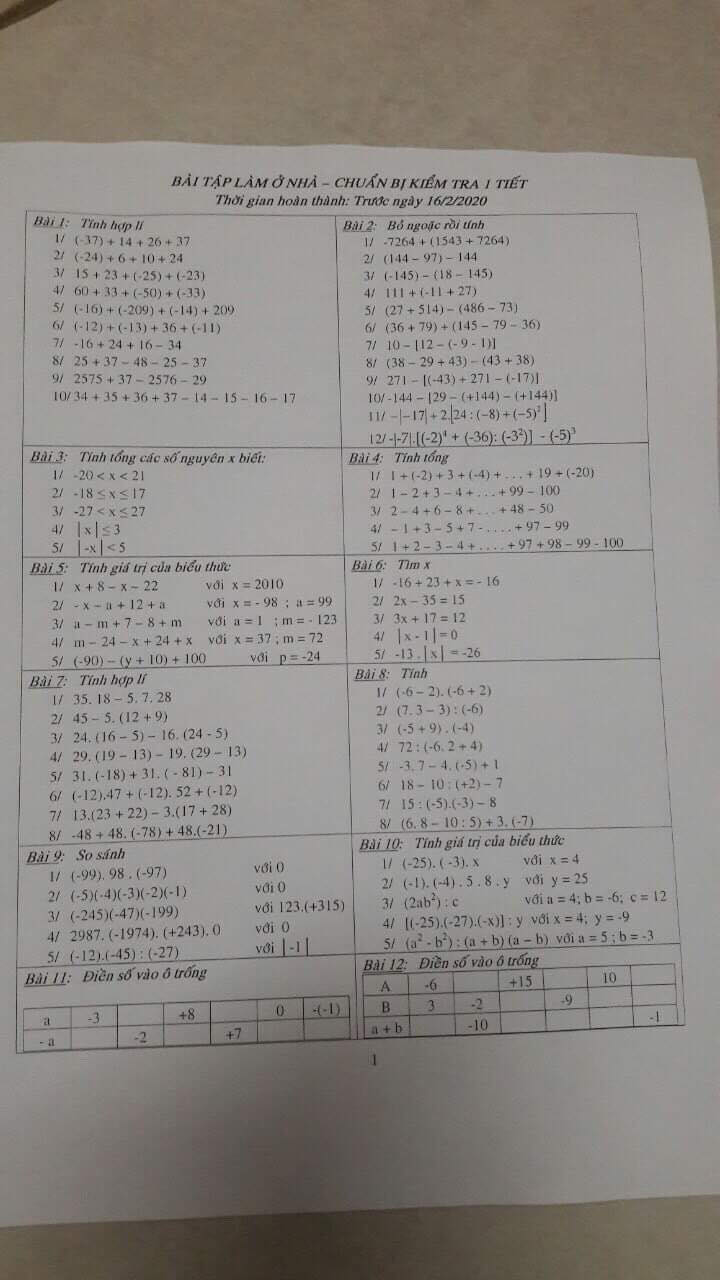 BÀI TẬP LÀM Ở NHÀ – CHUẨN BỊ KIỂM TRA 1 TIẾT
Thời gian hoàn thành: Trước ngày 16/2/2020
Bài 1: Tính hợp lí
1/ (-37) + 14 + 26 + 37
2/ (-24) + 6 + 10 + 24
3/ 15 + 23 + (-25) + (-23)
4/ 60 + 33 + (-50) + (-33)
5/ (-16) + (-209) + (-14) + 209
6/ (-12) + (-13) + 36 + (-11)
7/ -16 + 24 + 16 – 34
8/ 25 + 37 – 48 – 25 – 37
9/ 2575 + 37 – 2576 – 29
10/ 34 + 35 + 36 + 37 – 14 – 15 – 16 – 17
Bài 2: Bỏ ngoặc rồi tính
1/ -7264 + (1543 + 7264)
2/ (144 – 97) – 144
3/ (-145) – (18 – 145)
4/ 111 + (-11 + 27)
5/ (27 + 514) – (486 – 73)
6/ (36 + 79) + (145 – 79 – 36)
7/ 10 – [12 – (- 9 - 1)]
8/ (38 – 29 + 43) – (43 + 38)
9/ 271 – [(-43) + 271 – (-17)]
10/ -144 – [29 – (+144) – (+144)]
11/ –|–17| + 2.[24 : (–8) + (–5)²]
12/ -|-7|.[(-2)⁴ + (-36): (-3²)] - (-5)³
Bài 3: Tính tổng các số nguyên x biết:
1/ -20 < x < 21
2/ -18 ≤ x ≤ 17
3/ -27 < x ≤ 27
4/ |x| ≤ 3
5/ |-x| < 5
Bài 4: Tính tổng
1/ 1 + (-2) + 3 + (-4) + . . . + 19 + (-20)
2/ 1 – 2 + 3 – 4 + . . . + 99 – 100
3/ 2 – 4 + 6 – 8 + . . . + 48 – 50
4/ – 1 + 3 – 5 + 7 - . . . . + 97 – 99
5/ 1 + 2 – 3 – 4 + . . . . + 97 + 98 – 99 - 100
Bài 5: Tính giá trị của biểu thức
1/ x + 8 – x – 22 với x = 2010
2/ - x – a + 12 + a với x = - 98 ; a = 99
3/ a – m + 7 – 8 + m với a = 1 ; m = - 123
4/ m – 24 – x + 24 + x với x = 37 ; m = 72
5/ (-90) – (y + 10) + 100 với p = -24
Bài 6: Tìm x
1/ -16 + 23 + x = - 16
2/ 2x – 35 = 15
3/ 3x + 17 = 12
4/ |x - 1| = 0
5/ -13 . |x| = -26
Bài 7: Tính hợp lí
1/ 35. 18 – 5. 7. 28
2/ 45 – 5. (12 + 9)
3/ 24. (16 – 5) – 16. (24 - 5)
4/ 29. (19 – 13) – 19. (29 – 13)
5/ 31. (-18) + 31. ( - 81) – 31
6/ (-12).47 + (-12). 52 + (-12)
7/ 13.(23 + 22) – 3.(17 + 28)
8/ -48 + 48. (-78) + 48.(-21)
Bài 8: Tính
1/ (-6 – 2). (-6 + 2)
2/ (7. 3 – 3) : (-6)
3/ (-5 + 9) . (-4)
4/ 72 : (-6. 2 + 4)
5/ -3. 7 – 4. (-5) + 1
6/ 18 – 10 : (+2) – 7
7/ 15 : (-5).(-3) – 8
8/ (6. 8 – 10 : 5) + 3. (-7)
Bài 9: So sánh
1/ (-99). 98 . (-97) với 0
2/ (-5)(-4)(-3)(-2)(-1) với 0
3/ (-245)(-47)(-199) với 123.(+315)
4/ 2987. (-1974). (+243). 0 với 0
5/ (-12).(-45) : (-27) với |-1|
Bài 10: Tính giá trị của biểu thức
1/ (-25). ( -3). x với x = 4
2/ (-1). (-4) . 5 . 8 . y với y = 25
3/ (2ab²) : c với a = 4; b = -6; c = 12
4/ [(-25).(-27).(-x)] : y với x = 4; y = -9
5/ (a² - b²) : (a + b) (a – b) với a = 5 ; b = -3
Bài 11: Điền số vào ô trống
a -3 +8 0 -(-1)
- a -2 +7
Bài 12: Điền số vào ô trống
A -6 +15 10
B 3 -2 -9
a + b -10 -1
1